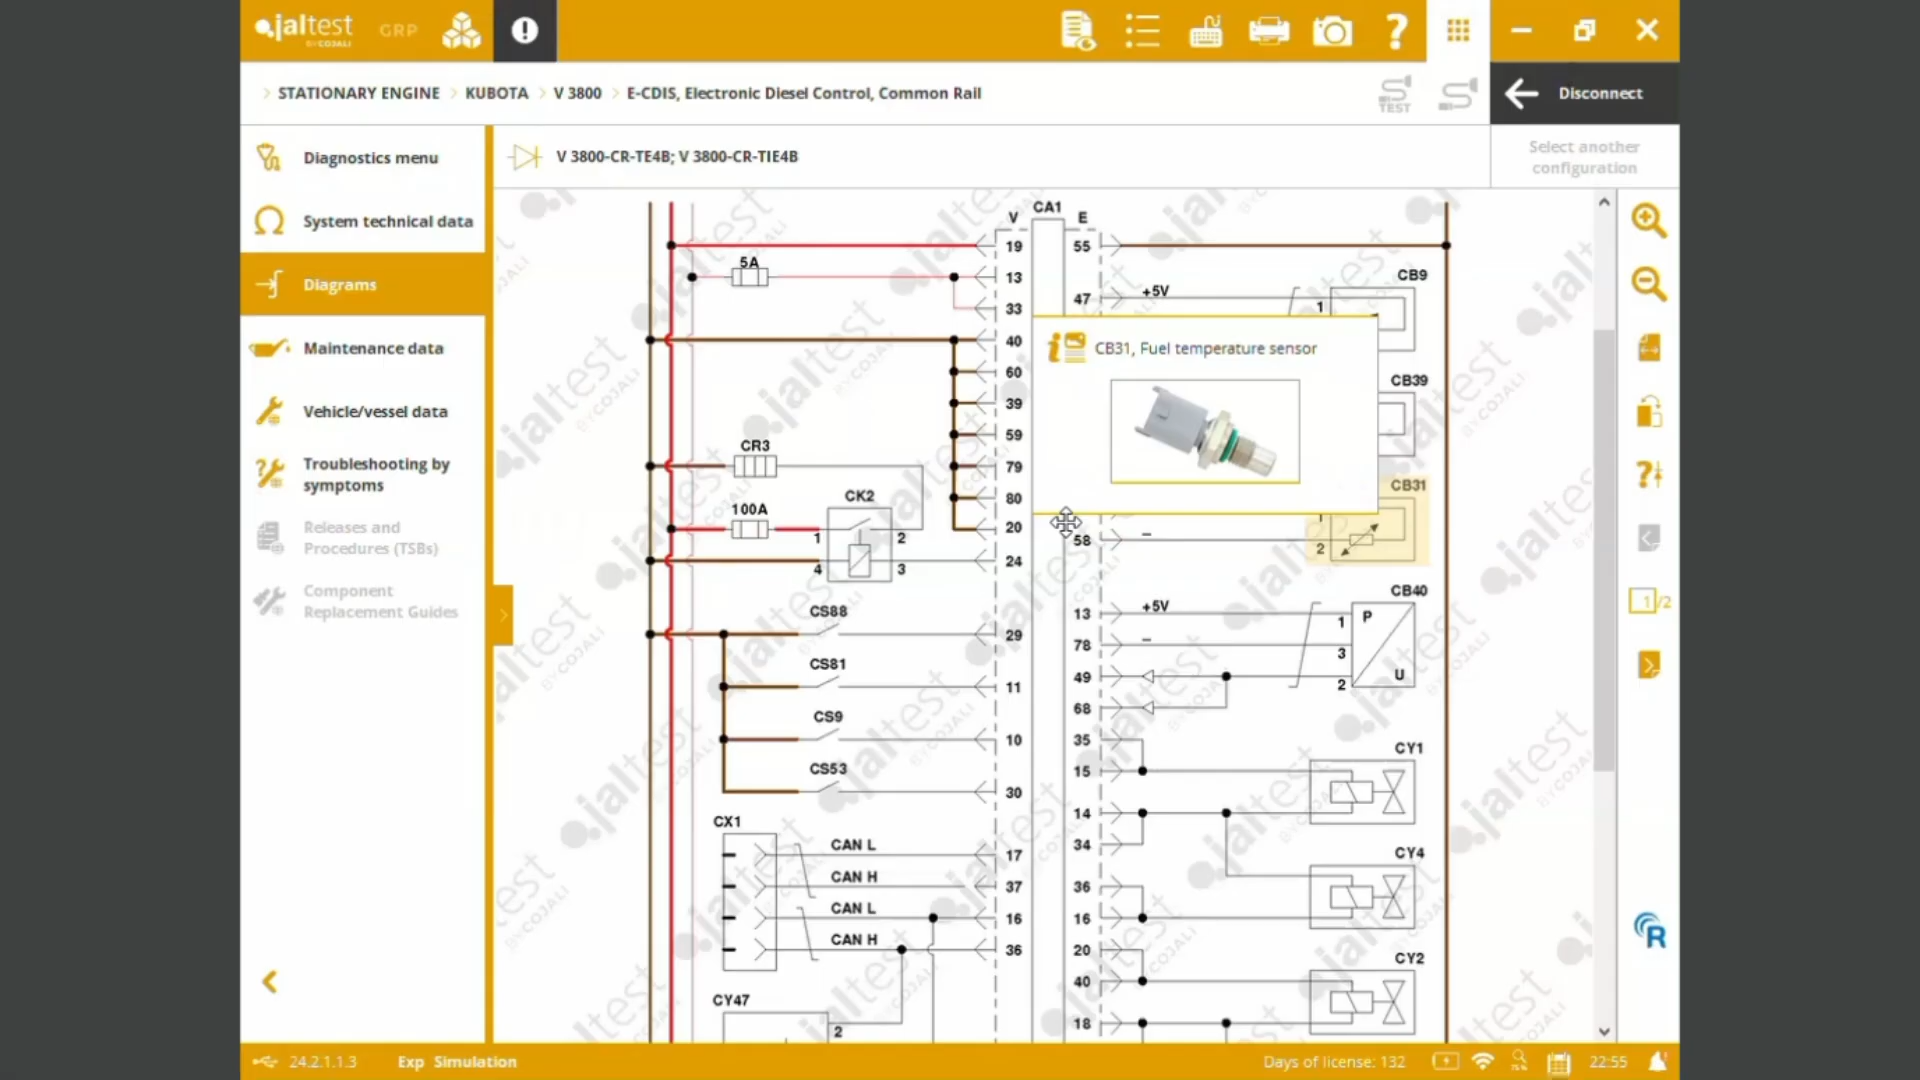 jaltest
BY COJALI
GRP
STATIONARY ENGINE
KUBOTA
V 3800
E-CDIS, Electronic Diesel Control, Common Rail
TEST
Disconnect
Select another
configuration
Diagnostics menu
System technical data
Diagrams
Maintenance data
Vehicle/vessel data
Troubleshooting by
symptoms
Releases and
Procedures (TSBs)
Component
Replacement Guides
V 3800-CR-TE4B; V 3800-CR-TIE4B
CA1
V
E
19
55
5A
13
CB9
+5V
47
1
33
40
CB31, Fuel temperature sensor
60
CB39
39
59
CR3
79
CB31
80
CK2
100A
20
1
2
58
–
2
4
3
24
CB40
CS88
13
+5V
1
P
29
78
–
3
CS81
49
2
U
11
68
CS9
35
10
CY1
15
CS53
30
14
CX1
34
CAN L
17
CY4
CAN H
37
36
CAN L
16
16
CAN H
36
20
CY2
40
CY47
2
18
1/2
R
24.2.1.1.3
Exp Simulation
Days of license: 132
22:55